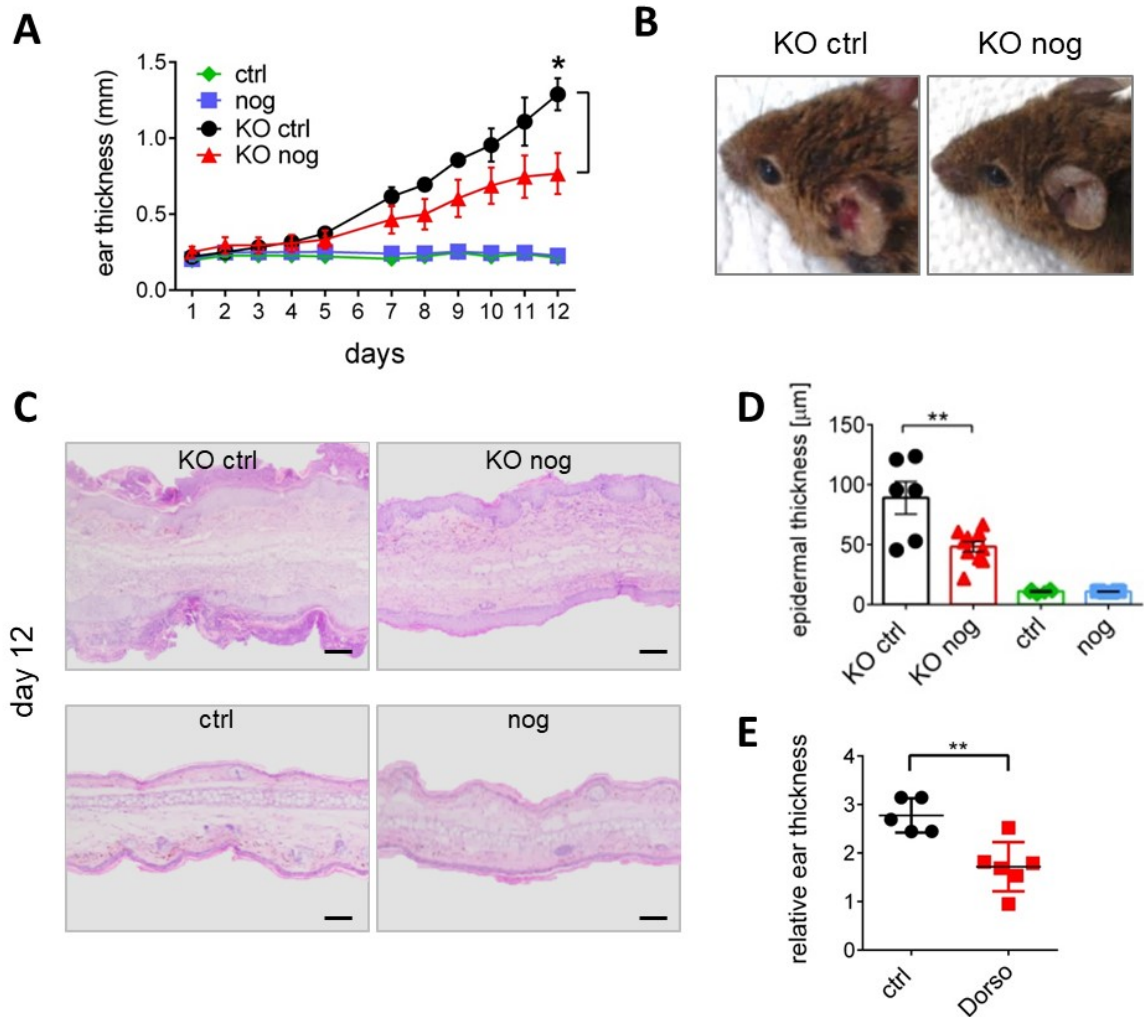 A
ear thickness (mm)
1.5
1.0
0.5
0.0
ctrl
nog
KO ctrl
KO nog
*
1 2 3 4 5 6 7 8 9 10 11 12
days
B
KO ctrl KO nog
C
day 12
KO ctrl KO nog
ctrl nog
D
epidermal thickness [µm]
150
100
50
0
**
KO ctrl KO nog ctrl nog
E
relative ear thickness
4
3
2
1
0
**
ctrl Dorso